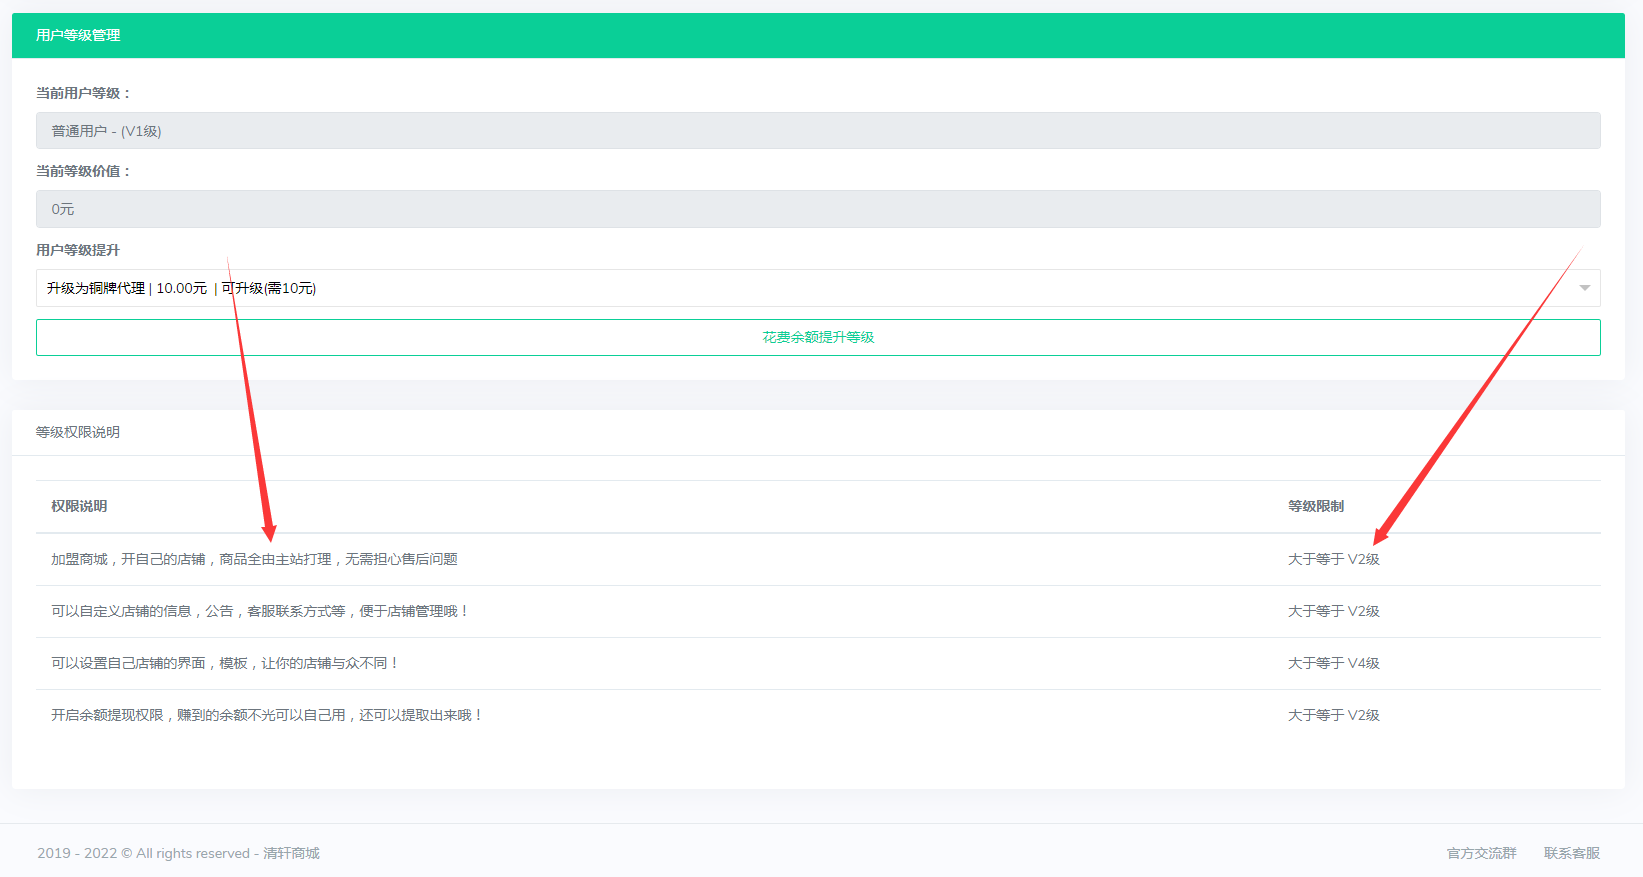 用户等级管理
当前用户等级：
普通用户 - (V1级)
当前等级价值：
0元
用户等级提升
升级为铜牌代理 | 10.00元 | 可升级(需10元)
花费余额提升等级
等级权限说明
权限说明 等级限制
加盟商城，开自己的店铺，商品全由主站打理，无需担心售后问题 大于等于 V2级
可以自定义店铺的信息，公告，客服联系方式等，便于店铺管理哦！ 大于等于 V2级
可以设置自己店铺的界面，模板，让你的店铺与众不同！ 大于等于 V4级
开启余额提现权限，赚到的余额不光可以自己用，还可以提取出来哦！ 大于等于 V2级
2019 - 2022 © All rights reserved - 清轩商城 官方交流群 联系客服